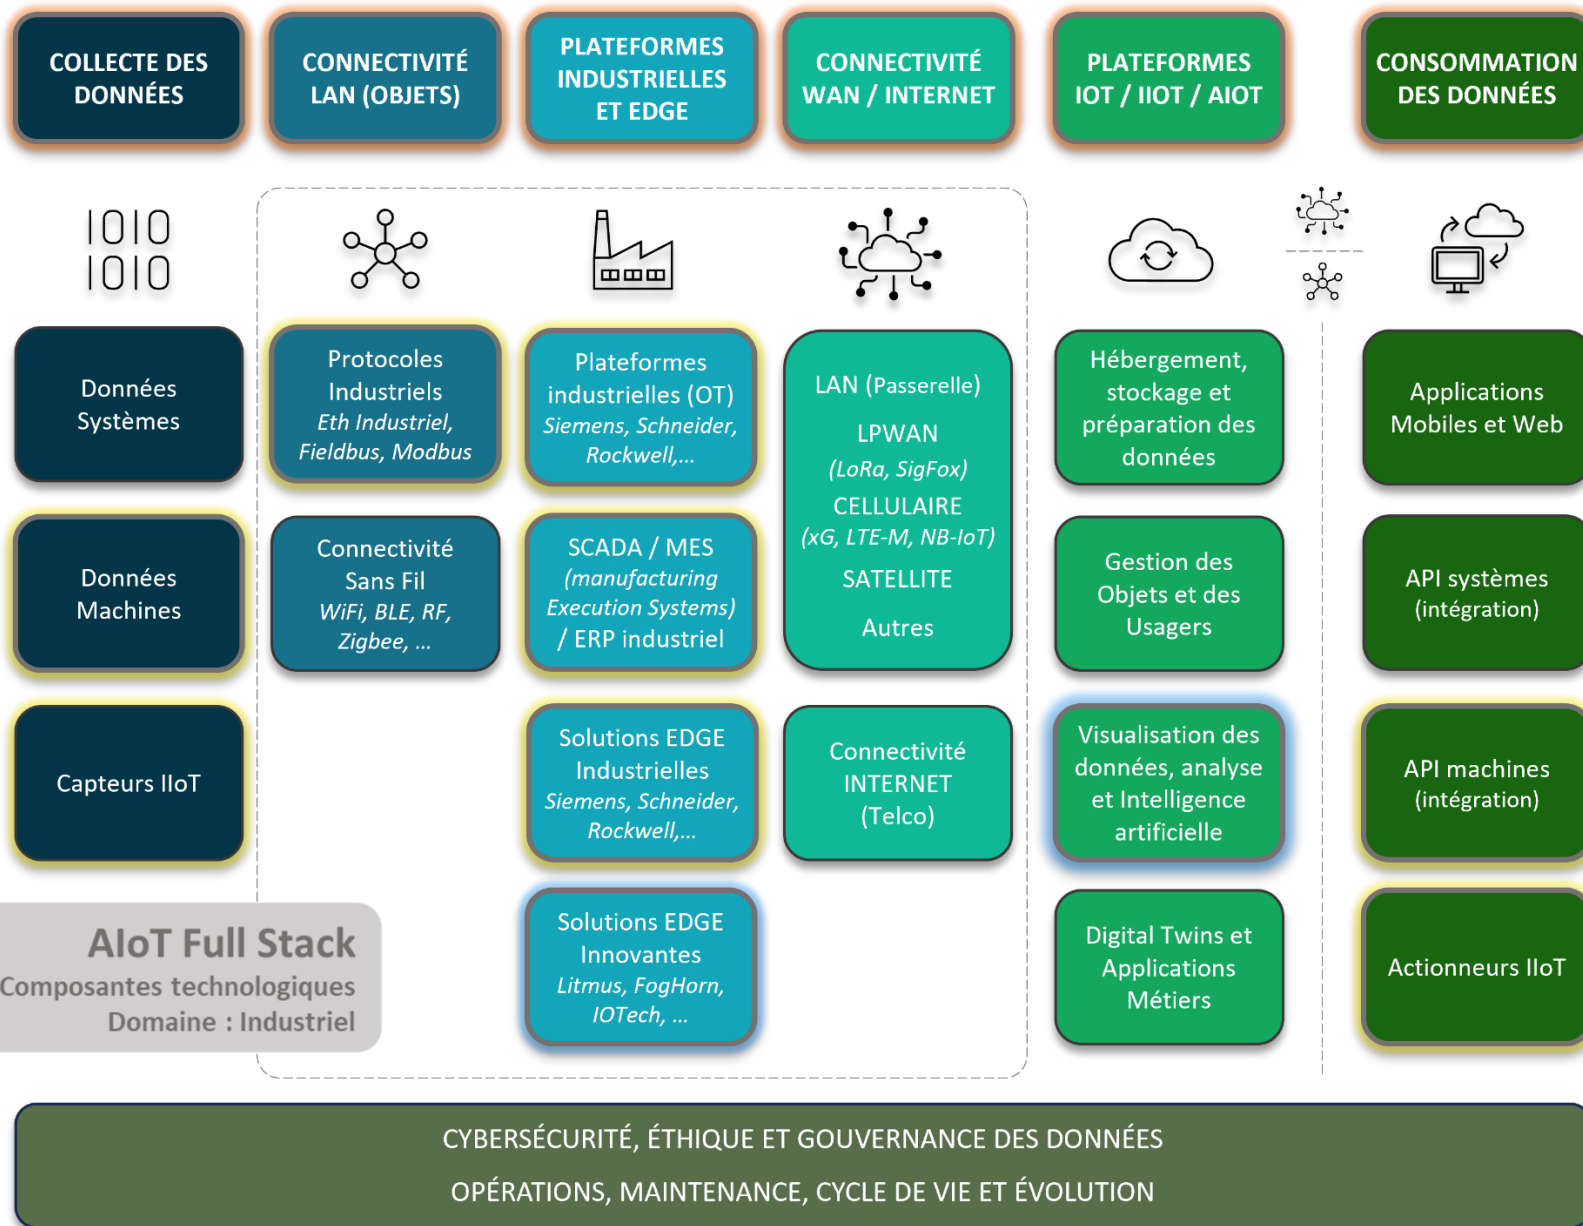 COLLECTE DES
DONNÉES
CONNECTIVITÉ
LAN (OBJETS)
PLATEFORMES
INDUSTRIELLES
ET EDGE
CONNECTIVITÉ
WAN / INTERNET
PLATEFORMES
IOT / IIOT / AIOT
CONSOMMATION
DES DONNÉES
IOIO
IOIO
Données
Systèmes
Données
Machines
Capteurs IIoT
Protocoles
Industriels
Eth Industriel,
Fieldbus, Modbus
Connectivité
Sans Fil
WiFi, BLE, RF,
Zigbee, ...
Plateformes
industrielles (OT)
Siemens, Schneider,
Rockwell,...
SCADA / MES
(manufacturing
Execution Systems)
/ ERP industriel
Solutions EDGE
Industrielles
Siemens, Schneider,
Rockwell,...
Solutions EDGE
Innovantes
Litmus, FogHorn,
IOTech, ...
LAN (Passerelle)
LPWAN
(LoRa, SigFox)
CELLULAIRE
(xG, LTE-M, NB-IoT)
SATELLITE
Autres
Connectivité
INTERNET
(Telco)
Hébergement,
stockage et
préparation des
données
Gestion des
Objets et des
Usagers
Visualisation des
données, analyse
et Intelligence
artificielle
Digital Twins et
Applications
Métiers
Applications
Mobiles et Web
API systèmes
(intégration)
API machines
(intégration)
Actionneurs IIoT
AIoT Full Stack
Composantes technologiques
Domaine : Industriel
CYBERSÉCURITÉ, ÉTHIQUE ET GOUVERNANCE DES DONNÉES
OPÉRATIONS, MAINTENANCE, CYCLE DE VIE ET ÉVOLUTION